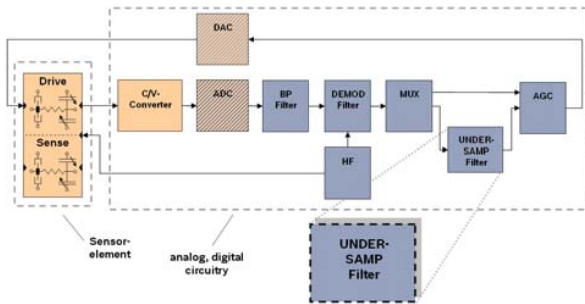 DAC
Drive
Sense
C/V-
Converter
ADC
BP
Filter
DEMOD
Filter
MUX
AGC
UNDER-
SAMP
Filter
HF
Sensor-
element
analog, digital
circuitry
UNDER-
SAMP
Filter